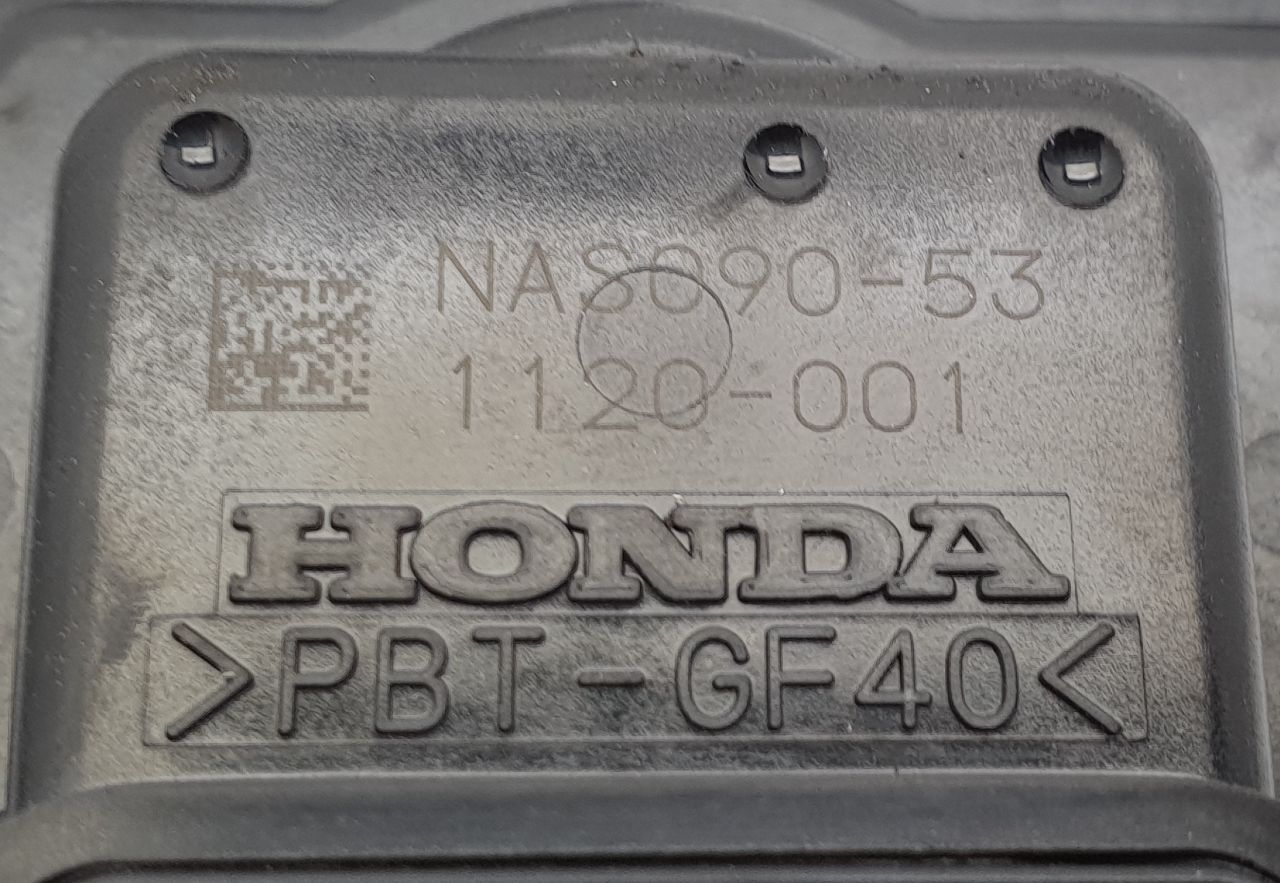 NAS090-53
1120-001
HONDA
>PBT-GF40<